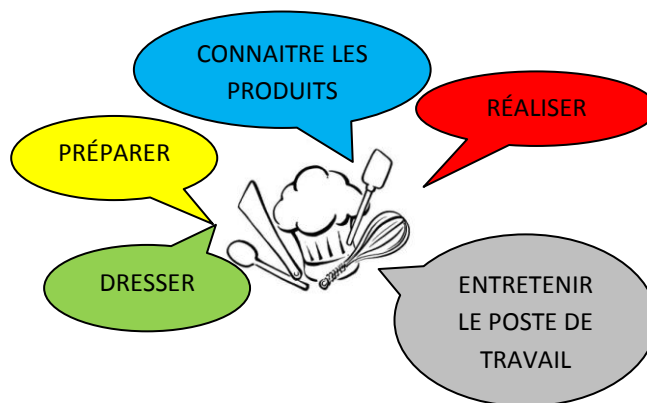 CONNAITRE LES
PRODUITS
RÉALISER
PRÉPARER
DRESSER
ENTRETENIR
LE POSTE DE
TRAVAIL